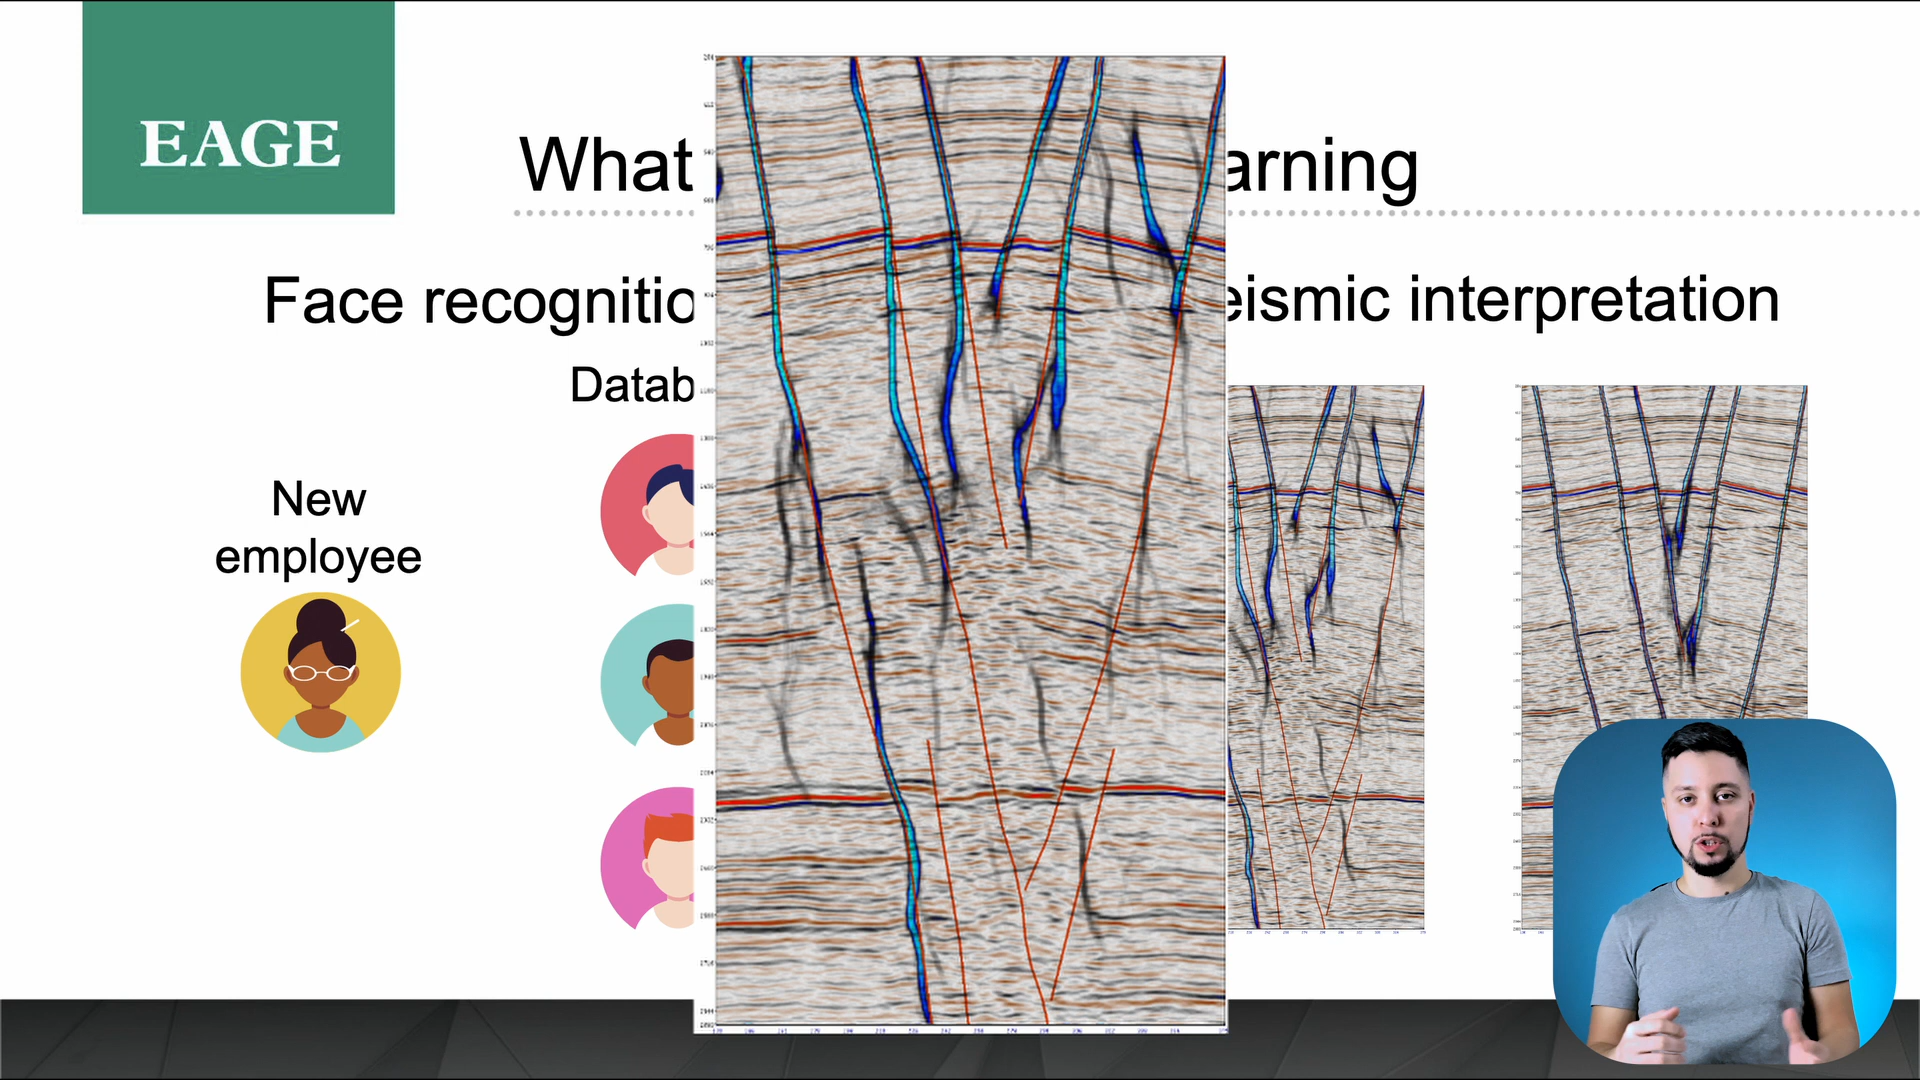 EAGE
What arning
Face recognitio eismic interpretation
Datab
New
employee